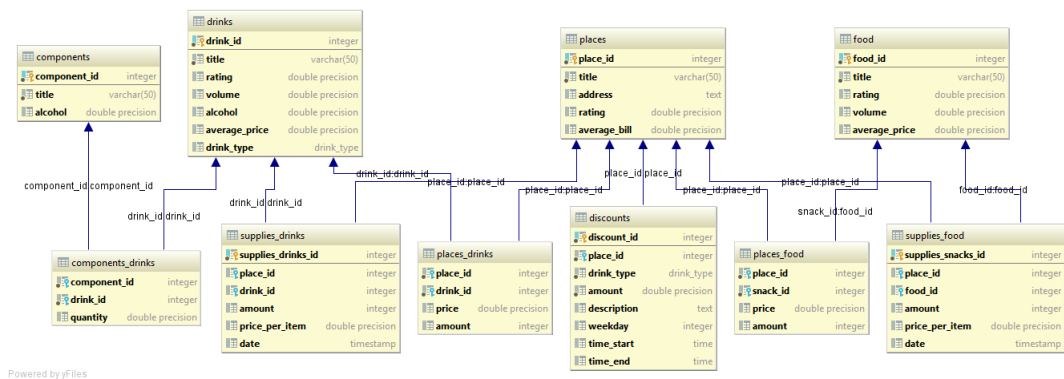 components
component_id integer
title varchar(50)
alcohol double precision
drinks
drink_id integer
title varchar(50)
rating double precision
volume double precision
alcohol double precision
average_price double precision
drink_type drink_type
places
place_id integer
title varchar(50)
address text
rating double precision
average_bill double precision
food
food_id integer
title varchar(50)
rating double precision
volume double precision
average_price double precision
component_id:component_id
drink_id:drink_id
drink_id:drink_id
drink_id:drink_id
place_id:place_id
place_id:place_id
place_id:place_id
place_id:place_id
place_id:place_id
snack_id:food_id
food_id:food_id
components_drinks
component_id integer
drink_id integer
quantity double precision
supplies_drinks
supplies_drinks_id integer
place_id integer
drink_id integer
amount integer
price_per_item double precision
date timestamp
places_drinks
place_id integer
drink_id integer
price double precision
amount integer
discounts
discount_id integer
place_id integer
drink_type drink_type
amount double precision
description text
weekday integer
time_start time
time_end time
places_food
place_id integer
snack_id integer
price double precision
amount integer
supplies_food
supplies_snacks_id integer
place_id integer
food_id integer
amount integer
price_per_item double precision
date timestamp
Powered by yFiles